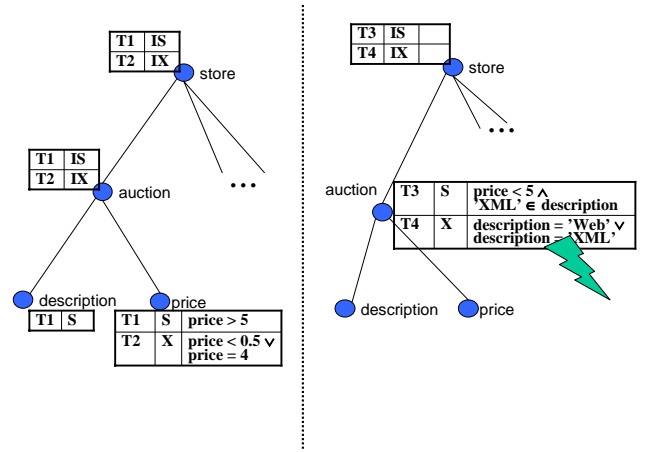 T1 IS
T2 IX
store
...
T1 IS
T2 IX
auction
description
T1 S
price
T1 S price > 5
T2 X price < 0.5 ∨
price = 4
T3 IS
T4 IX
store
...
auction
T3 S price < 5 ∧
'XML' ∈ description
T4 X description = 'Web' ∨
description = 'XML'
description
price